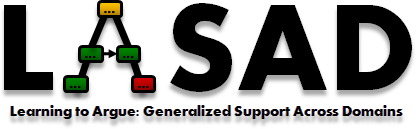 LASAD
Learning to Argue: Generalized Support Across Domains